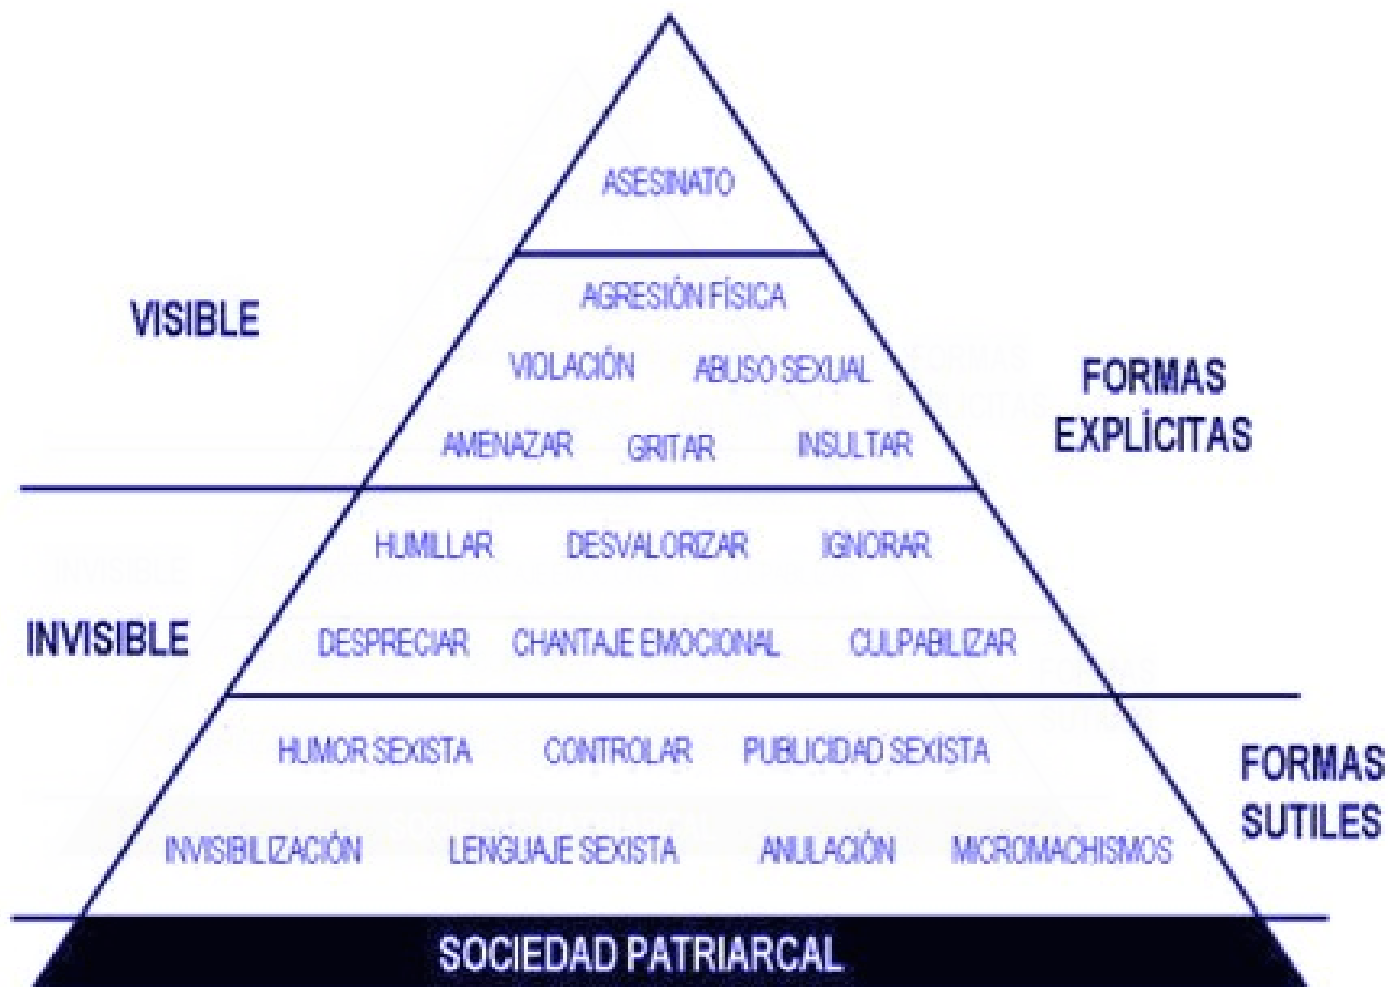 ASESINATO
AGRESIÓN FÍSICA
VISIBLE
VIOLACIÓN ABUSO SEXUAL
FORMAS
EXPLÍCITAS
AMENAZAR GRITAR INSULTAR
HUMILLAR DESVALORIZAR IGNORAR
INVISIBLE
DESPRECIAR CHANTAJE EMOCIONAL CULPABILIZAR
HUMOR SEXISTA CONTROLAR PUBLICIDAD SEXISTA
FORMAS
SUTILES
INVISIBILIZACIÓN LENGUAJE SEXISTA ANULACIÓN MICROMACHISMOS
SOCIEDAD PATRIARCAL